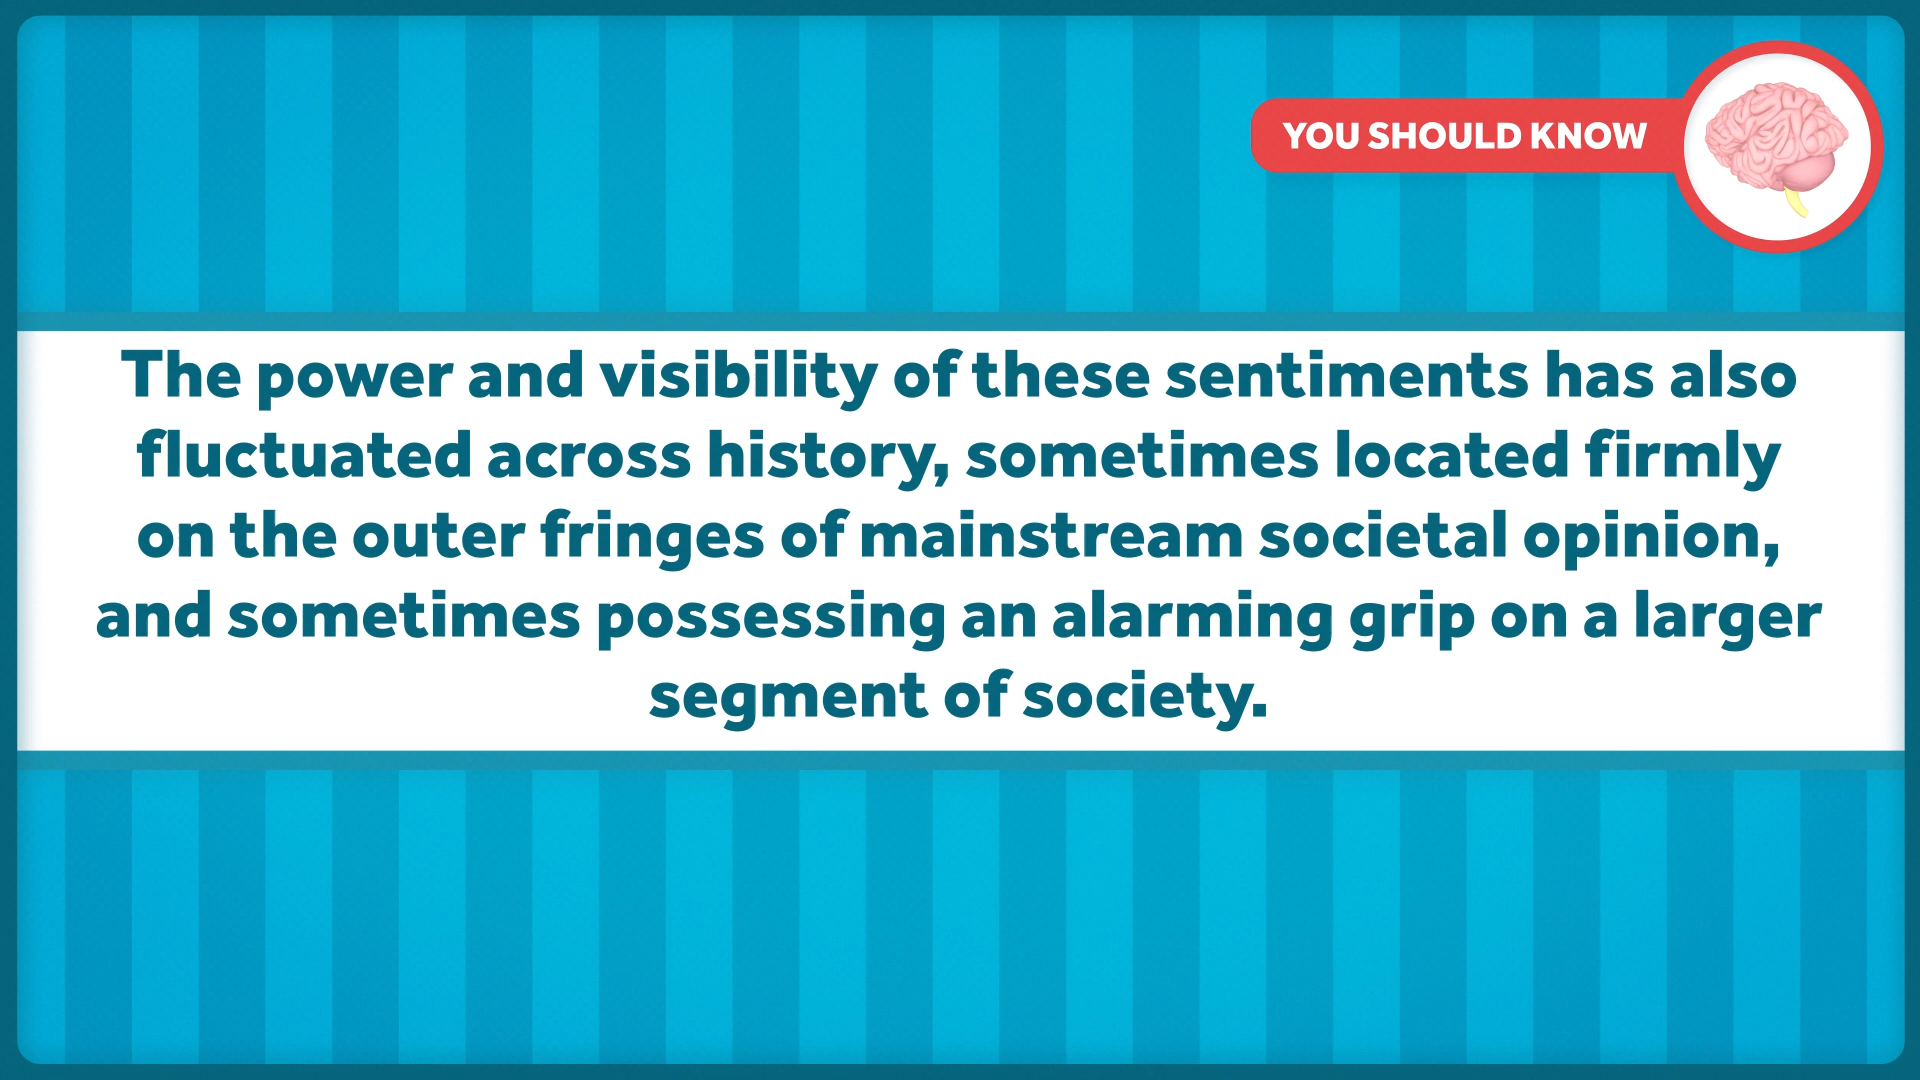 YOU SHOULD KNOW
The power and visibility of these sentiments has also
fluctuated across history, sometimes located firmly
on the outer fringes of mainstream societal opinion,
and sometimes possessing an alarming grip on a larger
segment of society.